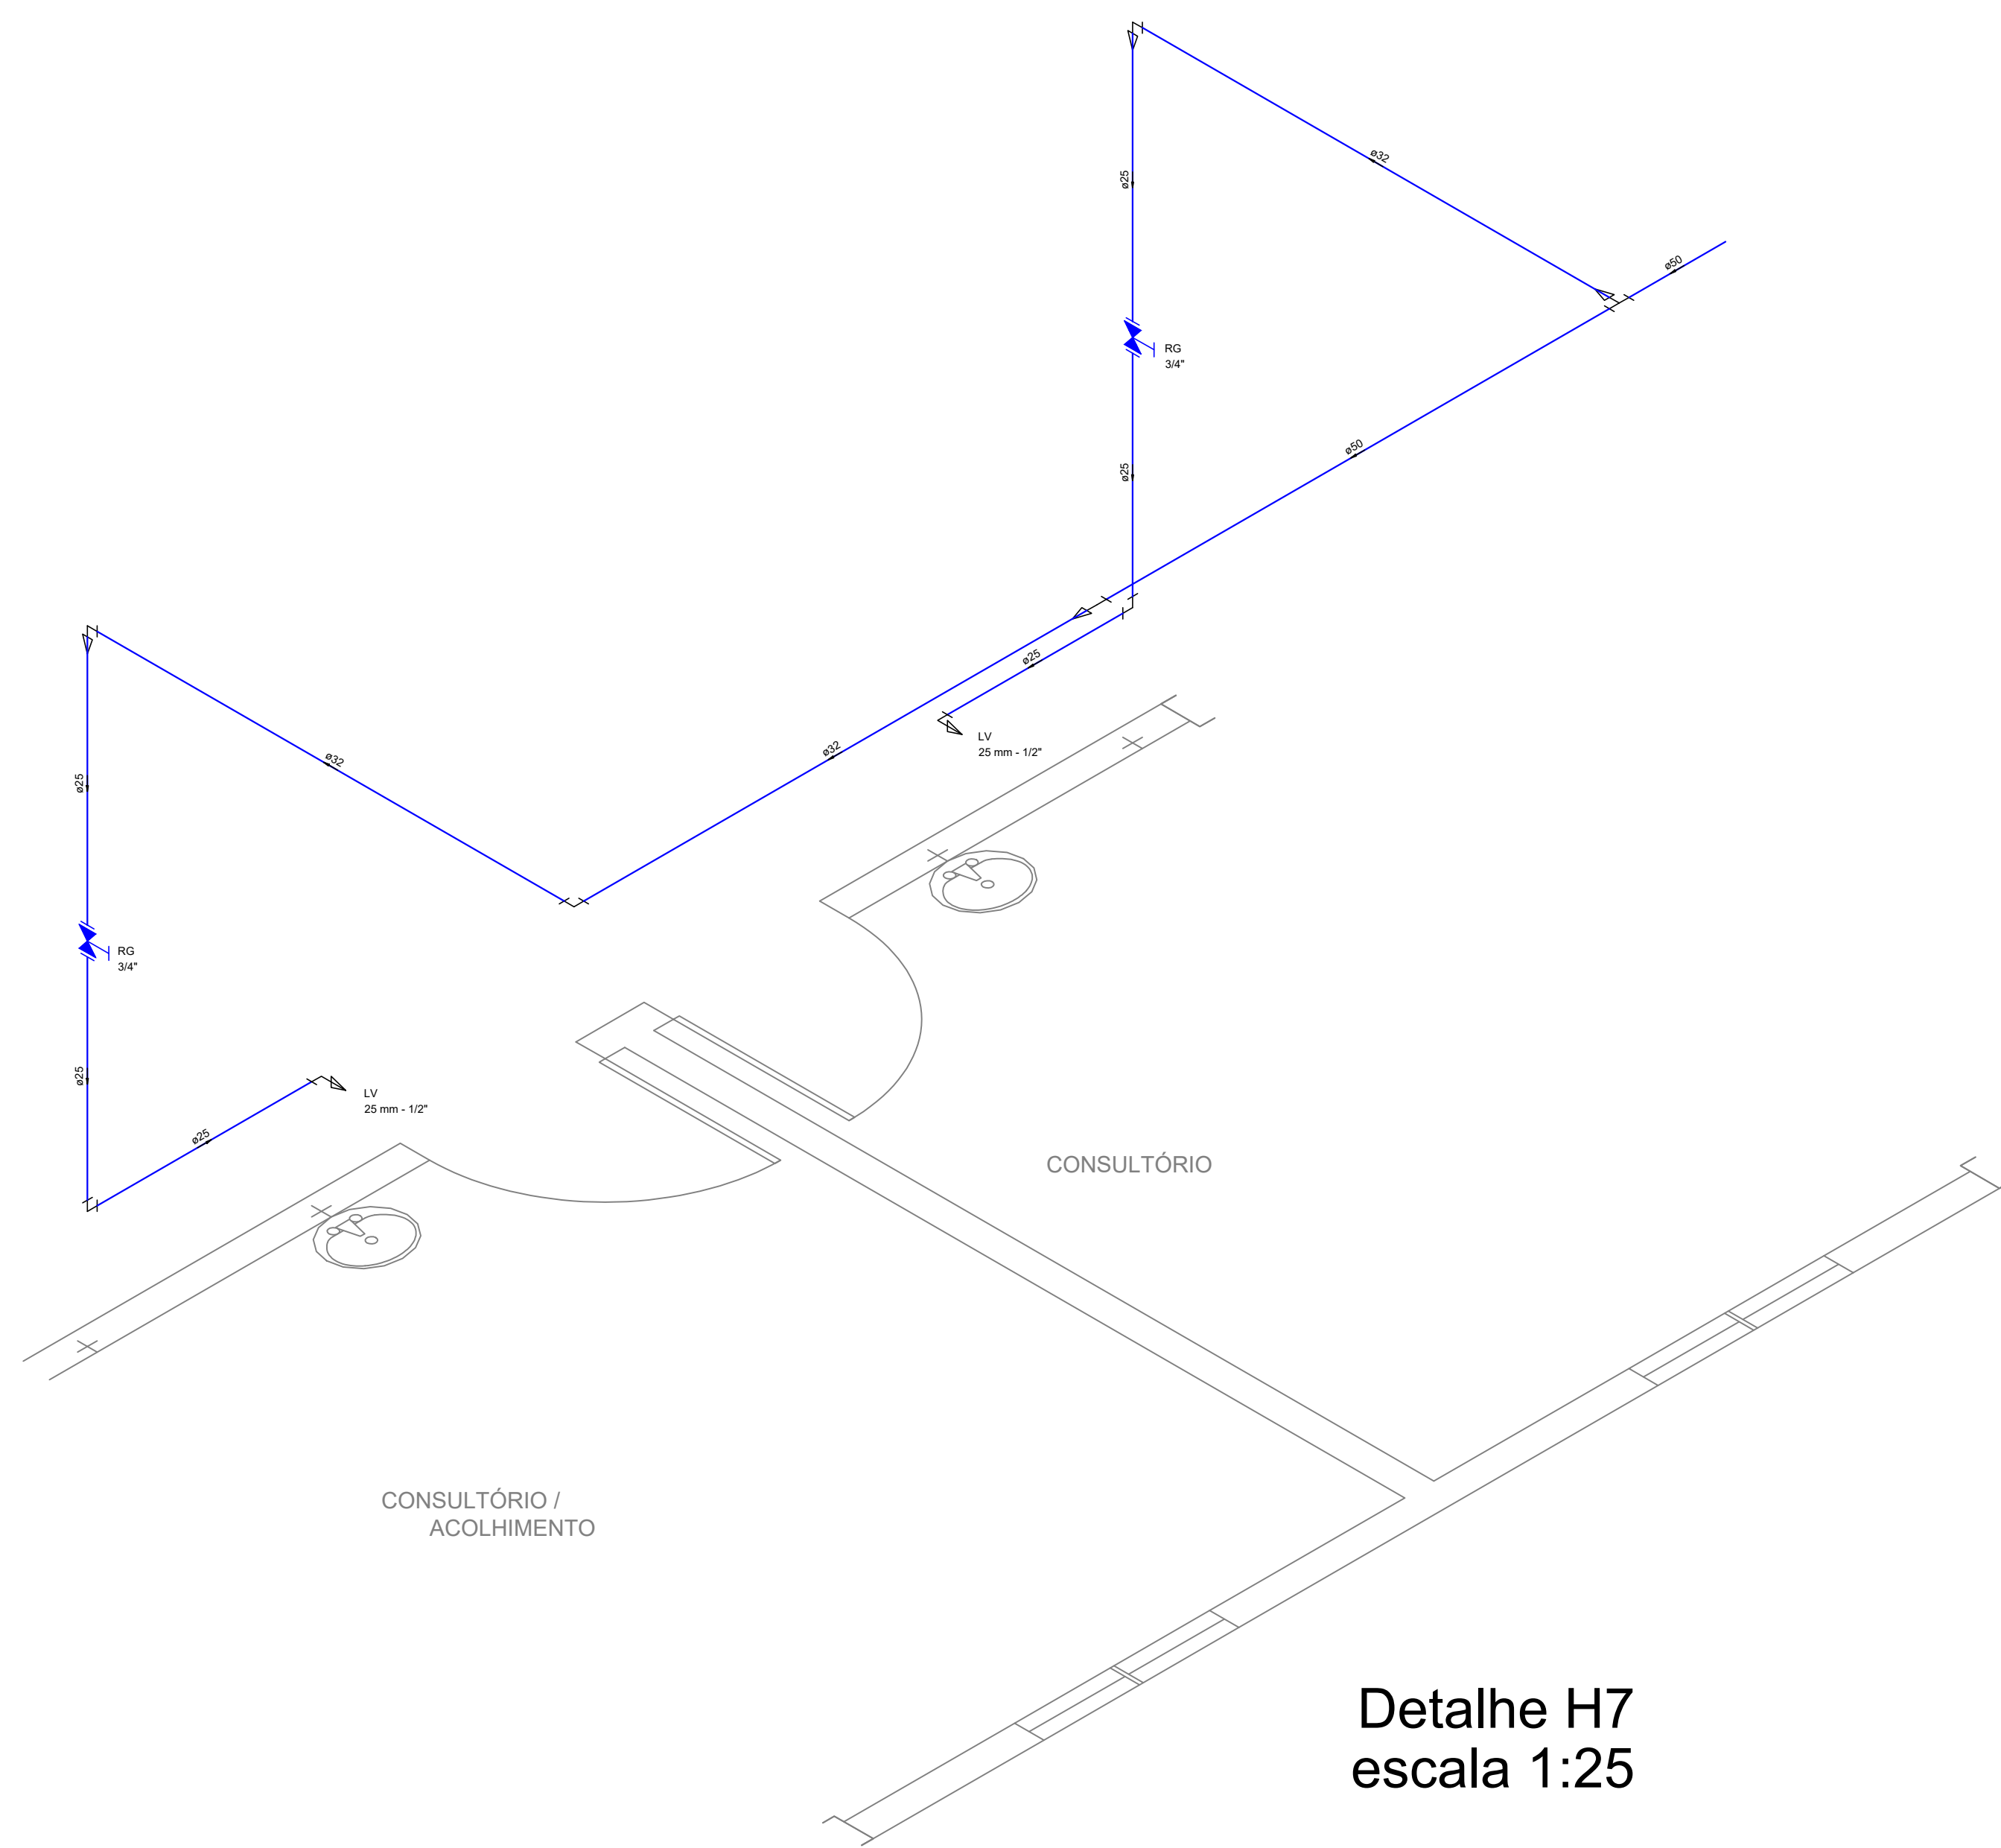 ø32
ø25
ø50
RG
3/4"
ø50
ø25
ø25
LV
25 mm - 1/2"
ø32
ø32
ø25
RG
3/4"
ø25
LV
25 mm - 1/2"
ø25
CONSULTÓRIO
CONSULTÓRIO /
ACOLHIMENTO
Detalhe H7
escala 1:25